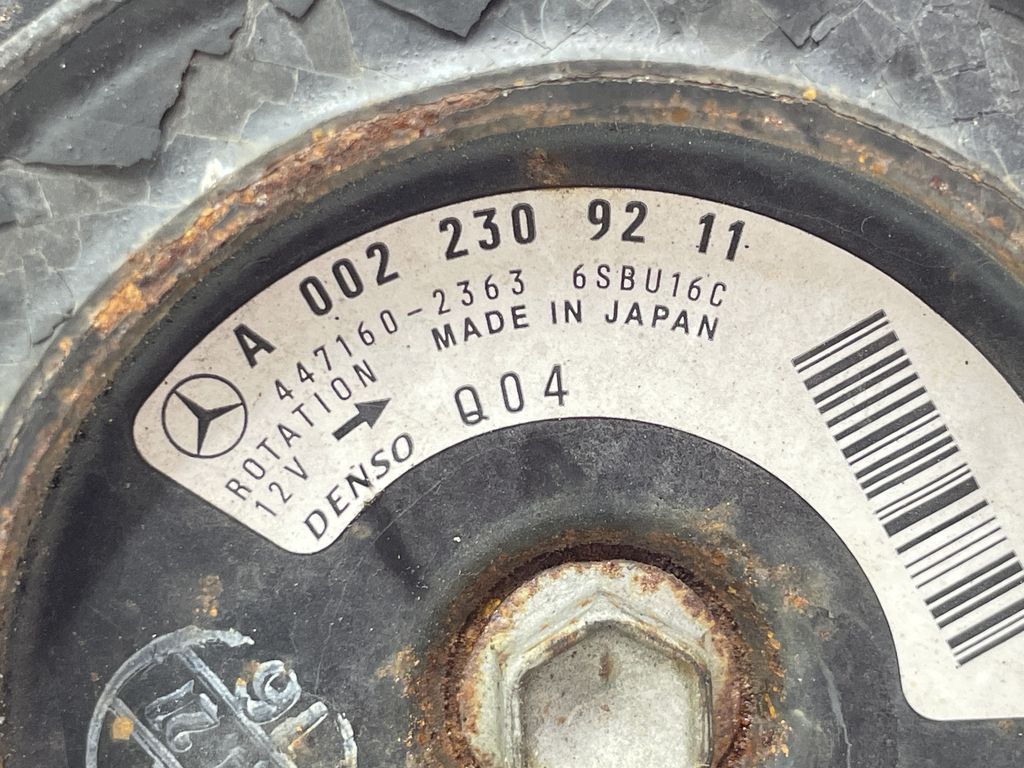 A 002 230 92 11
447160-2363 6SBU16C
ROTATION MADE IN JAPAN
12V
DENSO Q04